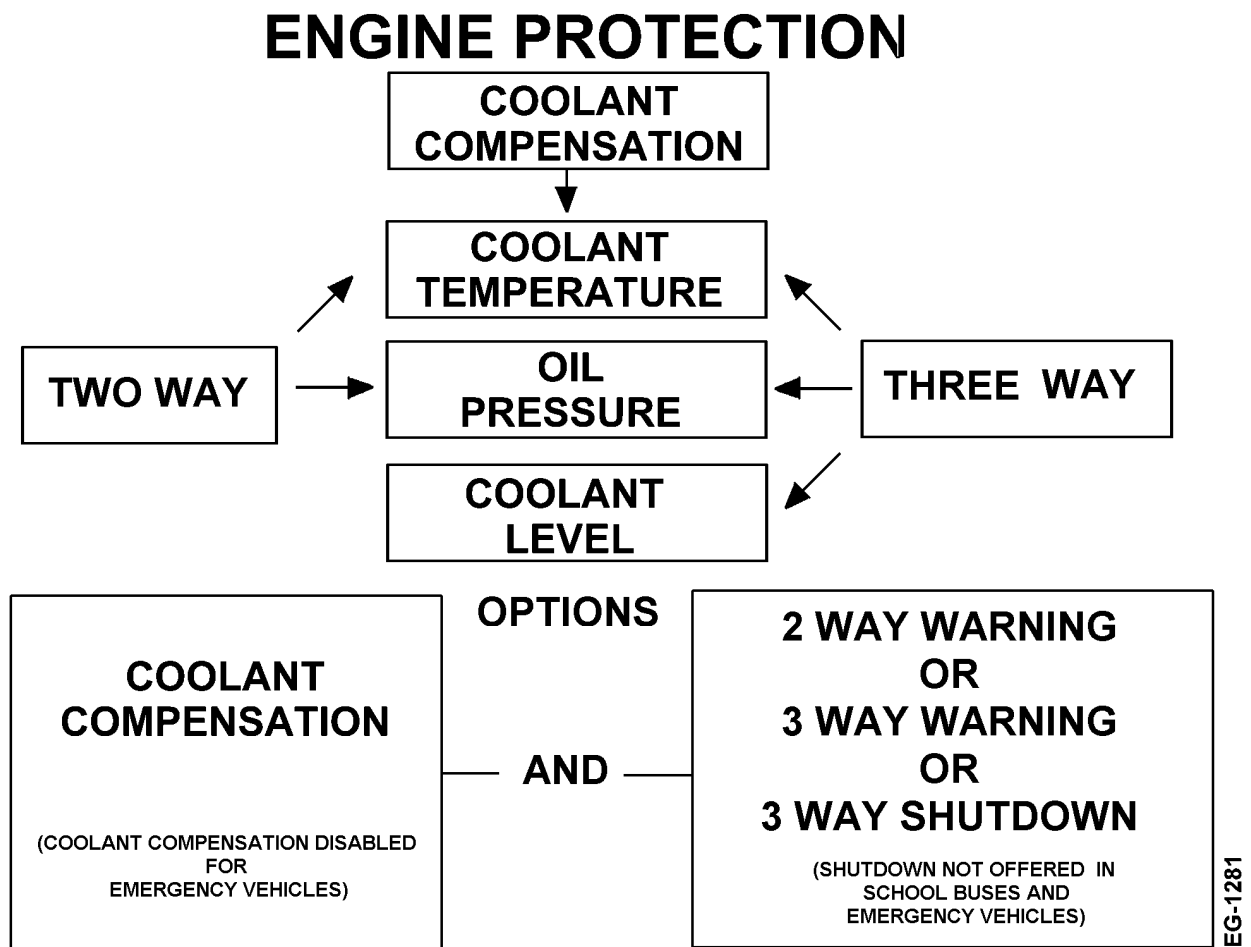 ENGINE PROTECTION
COOLANT
COMPENSATION
COOLANT
TEMPERATURE
TWO WAY
OIL
PRESSURE
THREE WAY
COOLANT
LEVEL
OPTIONS
COOLANT
COMPENSATION
(COOLANT COMPENSATION DISABLED
FOR
EMERGENCY VEHICLES)
AND
2 WAY WARNING
OR
3 WAY WARNING
OR
3 WAY SHUTDOWN
(SHUTDOWN NOT OFFERED IN
SCHOOL BUSES AND
EMERGENCY VEHICLES)
EG-1281